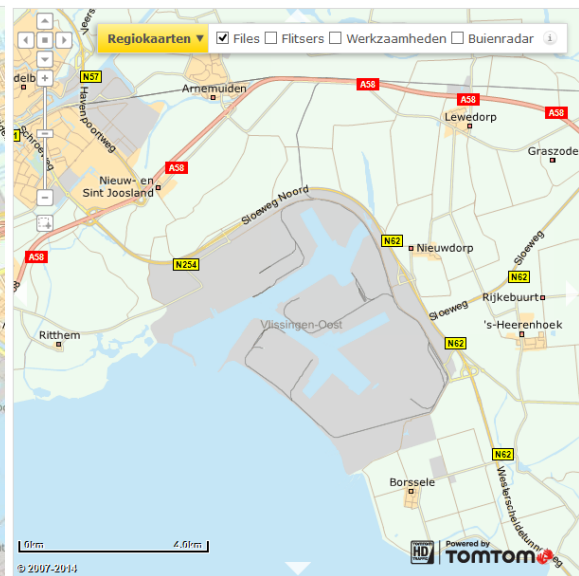 Regiokaarten ▼ Files Flitsers Werkzaamheden Buienradar i
N57
Arnemuiden
A58
Lewedorp
A58
Havenpoortweg
Graszode
A58
Nieuw- en
Sint Joosland
Sloeweg Noord
N62
Nieuwdorp
Sloeweg
A58
N254
N62
Rijkebuurt
Sloeweg
Vlissingen-Oost
's-Heerenhoek
Ritthem
N62
N62
Borssele
0km 4.0km
HD TRAFFIC
Powered by
TOMTOM
© 2007-2014